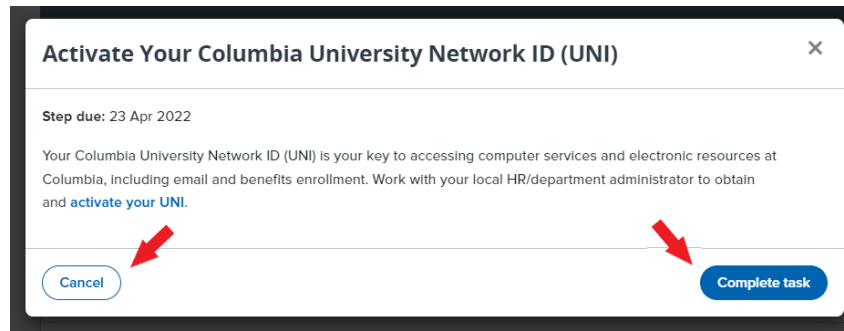 Activate Your Columbia University Network ID (UNI)
Step due: 23 Apr 2022
Your Columbia University Network ID (UNI) is your key to accessing computer services and electronic resources at
Columbia, including email and benefits enrollment. Work with your local HR/department administrator to obtain
and activate your UNI.
Cancel
Complete task